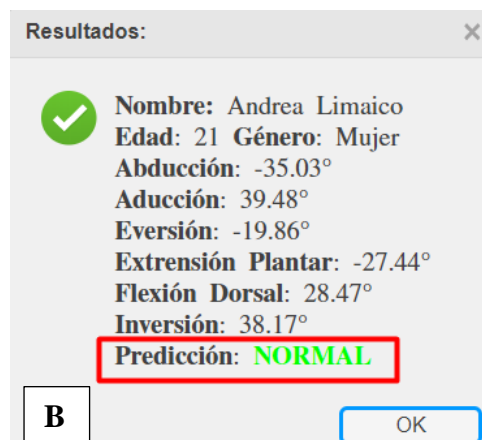 Resultados:
Nombre: Andrea Limaico
Edad: 21 Género: Mujer
Abducción: -35.03°
Aducción: 39.48°
Eversión: -19.86°
Extrensión Plantar: -27.44°
Flexión Dorsal: 28.47°
Inversión: 38.17°
Predicción: NORMAL
B
OK